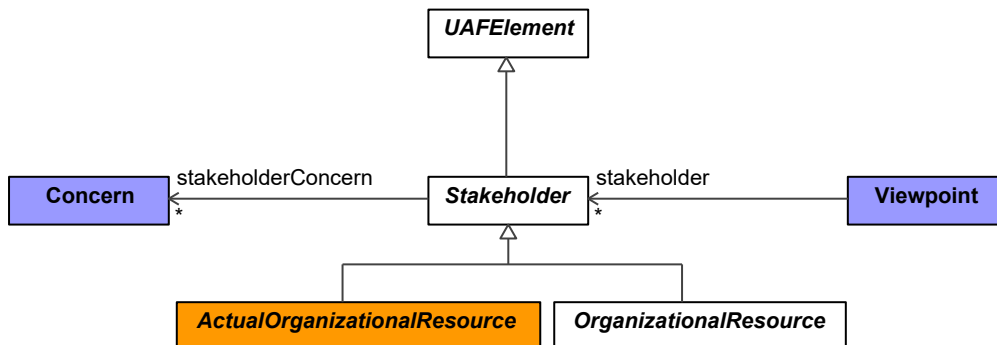 UAFElement
stakeholderConcern
stakeholder
Concern
Stakeholder
Viewpoint
*
*
ActualOrganizationalResource
OrganizationalResource